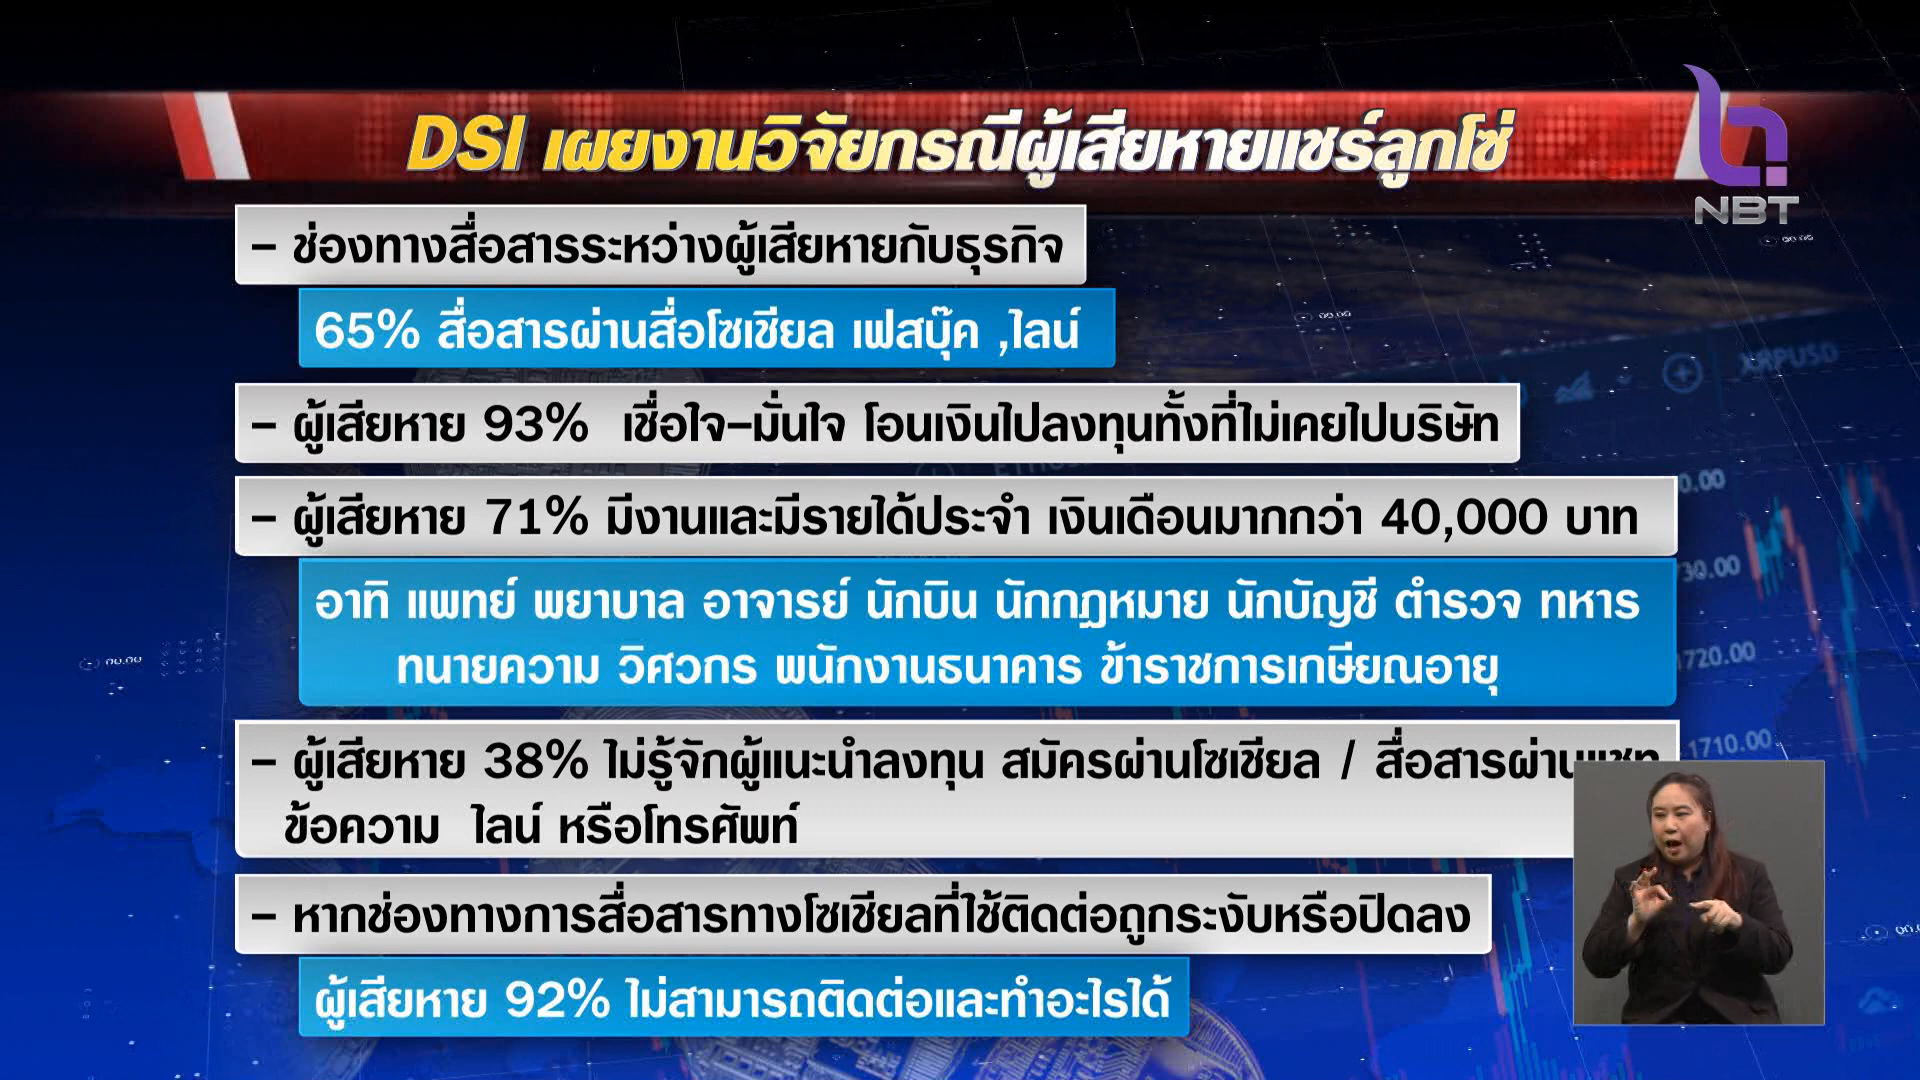 DSI เผยงานวิจัยกรณีผู้เสียหายแชร์ลูกโซ่
NBT
– ช่องทางสื่อสารระหว่างผู้เสียหายกับธุรกิจ
65% สื่อสารผ่านสื่อโซเชียล เฟสบุ๊ค ,ไลน์
XRPUSD
– ผู้เสียหาย 93% เชื่อใจ–มั่นใจ โอนเงินไปลงทุนทั้งที่ไม่เคยไปบริษัท
– ผู้เสียหาย 71% มีงานและมีรายได้ประจำ เงินเดือนมากกว่า 40,000 บาท
อาทิ แพทย์ พยาบาล อาจารย์ นักบิน นักกฎหมาย นักบัญชี ตำรวจ ทหาร
ทนายความ วิศวกร พนักงานธนาคาร ข้าราชการเกษียณอายุ
1720.00
– ผู้เสียหาย 38% ไม่รู้จักผู้แนะนำลงทุน สมัครผ่านโซเชียล / สื่อสารผ่านแชท
1710.00
ข้อความ ไลน์ หรือโทรศัพท์
– หากช่องทางการสื่อสารทางโซเชียลที่ใช้ติดต่อถูกระงับหรือปิดลง
ผู้เสียหาย 92% ไม่สามารถติดต่อและทำอะไรได้